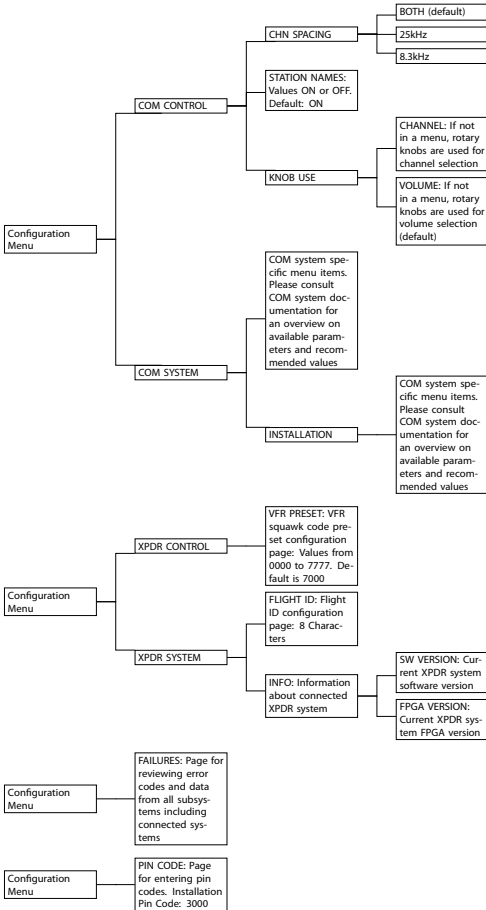 BOTH (default)
CHN SPACING
25kHz
8.3kHz
STATION NAMES:
Values ON or OFF.
Default: ON
COM CONTROL
CHANNEL: If not
in a menu, rotary
knobs are used for
channel selection
KNOB USE
VOLUME: If not
in a menu, rotary
knobs are used for
volume selection
(default)
Configuration
Menu
COM system spe-
cific menu items.
Please consult
COM system doc-
umentation for
an overview on
available param-
eters and recom-
mended values
COM SYSTEM
COM system spe-
cific menu items.
Please consult
COM system doc-
umentation for
an overview on
available param-
eters and recom-
mended values
INSTALLATION
VFR PRESET: VFR
squawk code pre-
set configuration
page: Values from
0000 to 7777. De-
fault is 7000
XPDR CONTROL
Configuration
Menu
FLIGHT ID: Flight
ID configuration
page: 8 Charac-
ters
XPDR SYSTEM
SW VERSION: Cur-
rent XPDR system
software version
INFO: Information
about connected
XPDR system
FPGA VERSION:
Current XPDR sys-
tem FPGA version
FAILURES: Page for
reviewing error
codes and data
from all subsys-
tems including
connected sys-
tems
Configuration
Menu
PIN CODE: Page
for entering pin
codes. Installation
Pin Code: 3000
Configuration
Menu